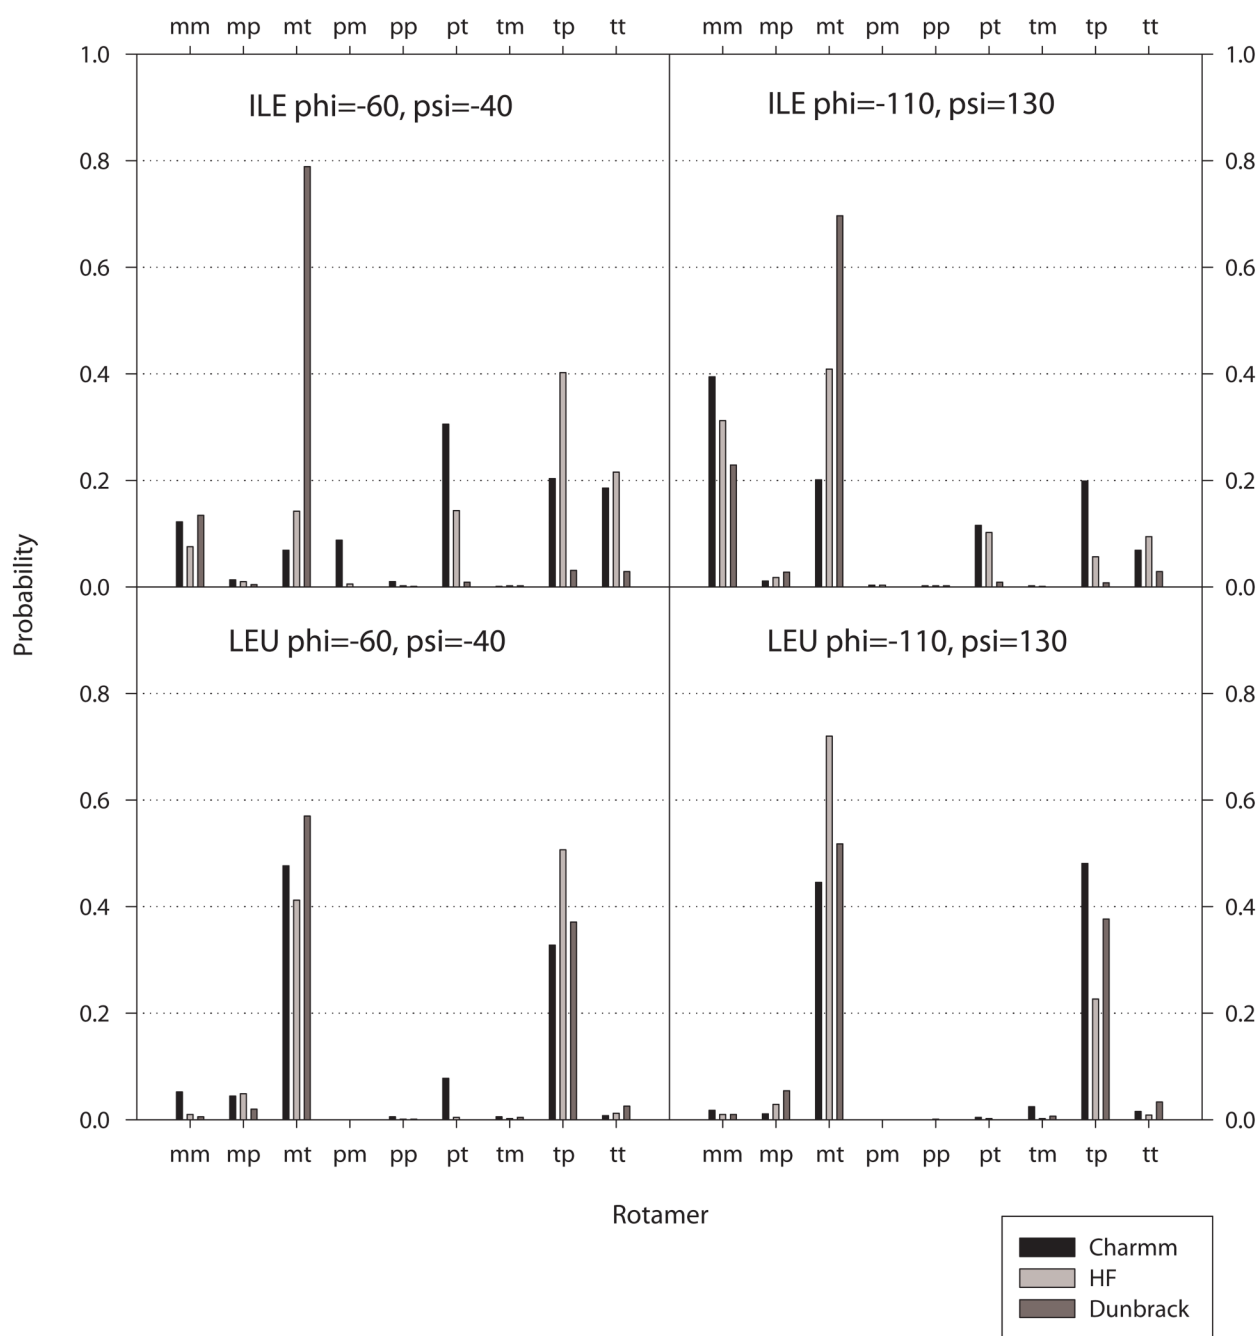 mm mp mt pm pp pt tm tp tt mm mp mt pm pp pt tm tp tt
1.0 1.0
ILE phi=-60, psi=-40 ILE phi=-110, psi=130
0.8 0.8
0.6 0.6
0.4 0.4
0.2 0.2
0.0 0.0
Probability
LEU phi=-60, psi=-40 LEU phi=-110, psi=130
0.8 0.8
0.6 0.6
0.4 0.4
0.2 0.2
0.0 0.0
mm mp mt pm pp pt tm tp tt mm mp mt pm pp pt tm tp tt
Rotamer
Charmm
HF
Dunbrack